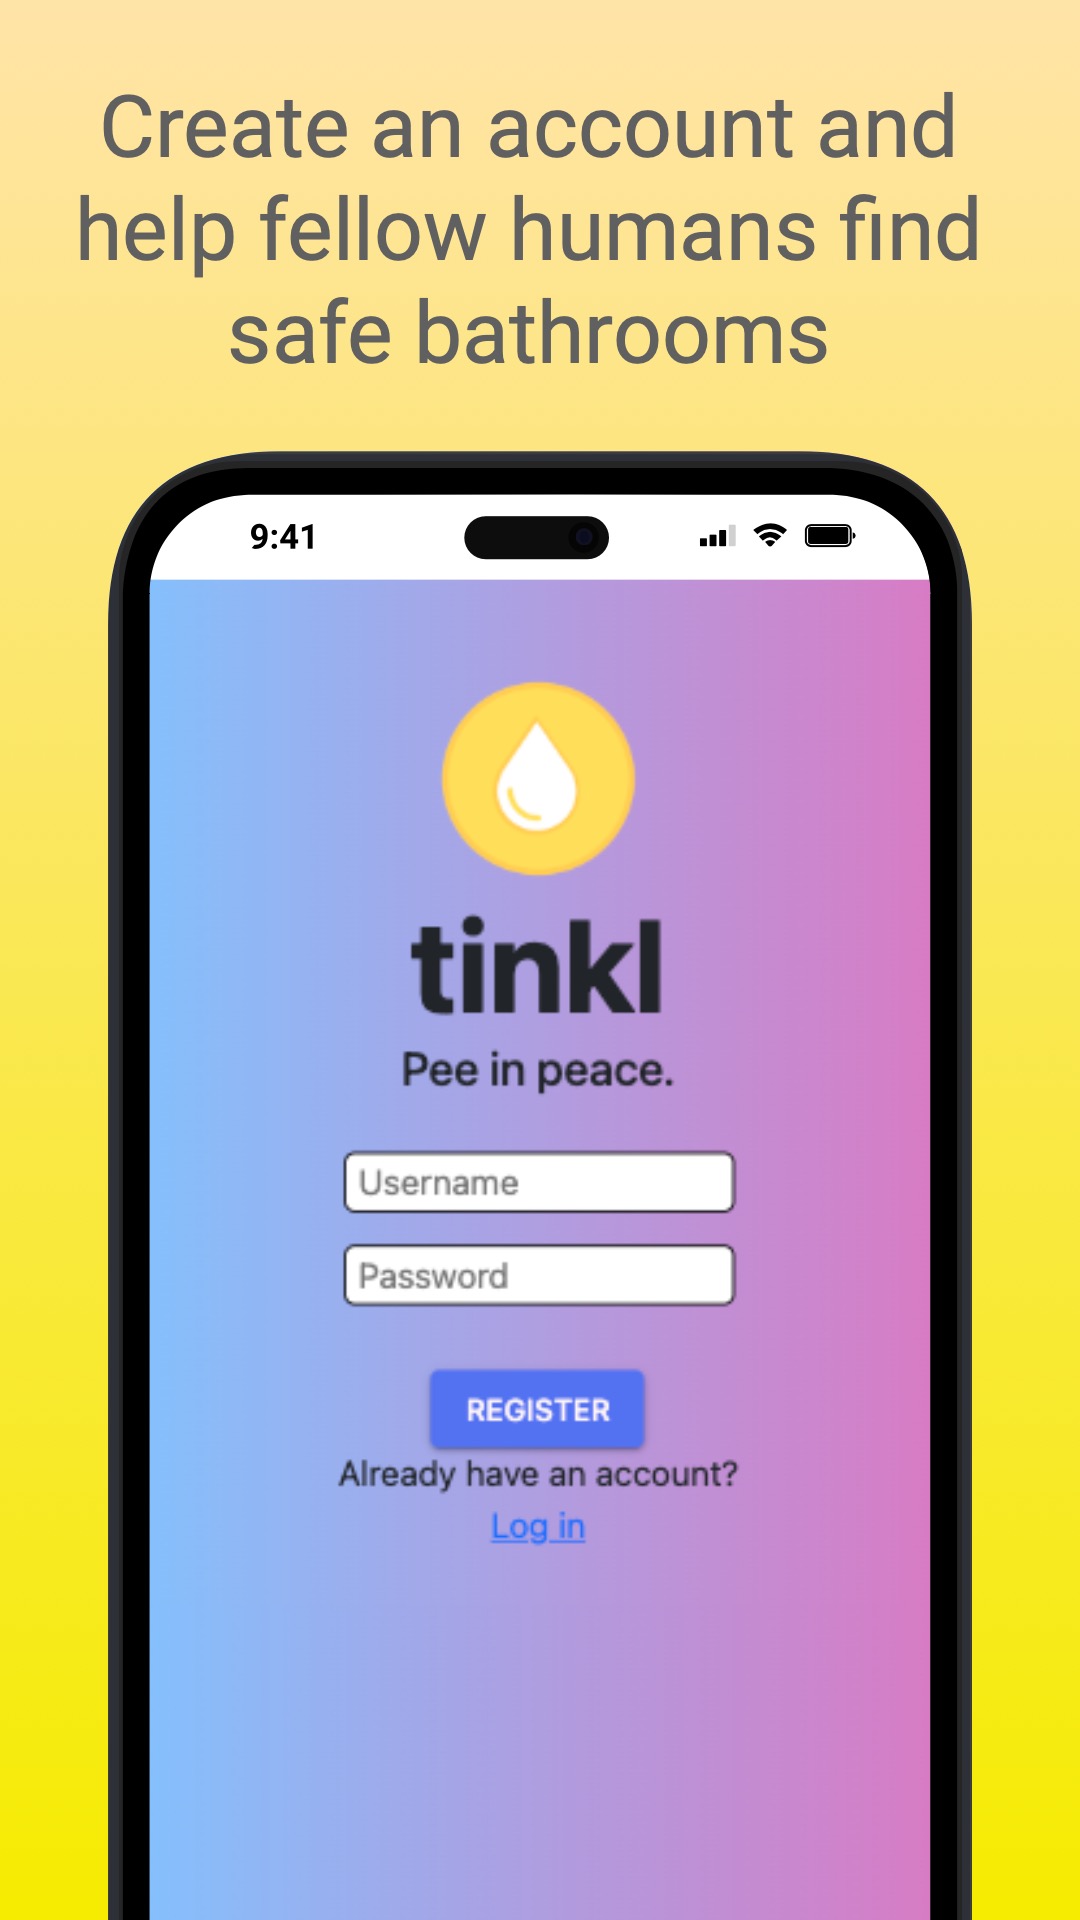 Create an account and
help fellow humans find
safe bathrooms
9:41
tinkl
Pee in peace.
Username
Password
REGISTER
Already have an account?
Log in